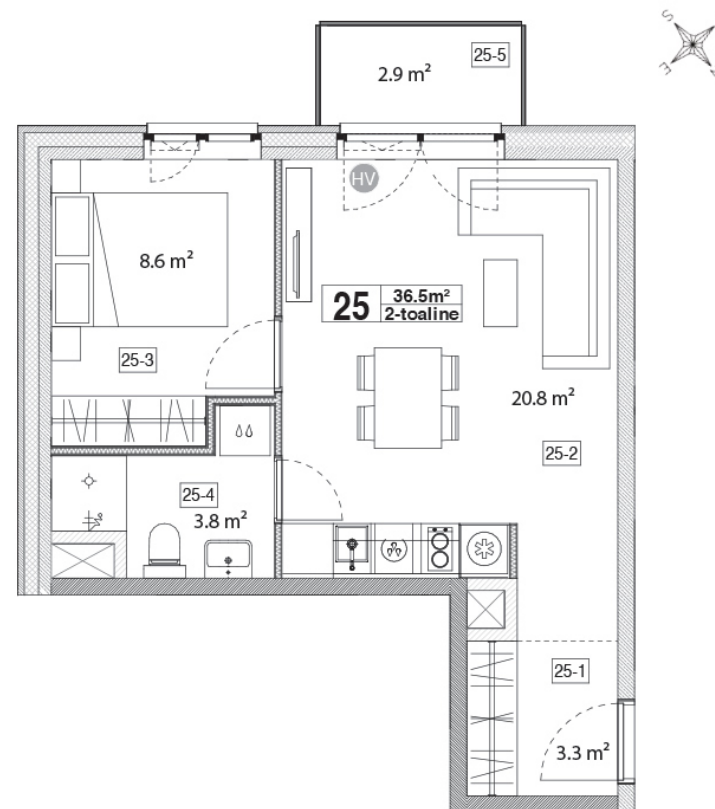 S
E
25-5
2.9 m²
HV
8.6 m²
25
36.5m²
2-toaline
25-3
20.8 m²
25-2
25-4
3.8 m²
25-1
3.3 m²